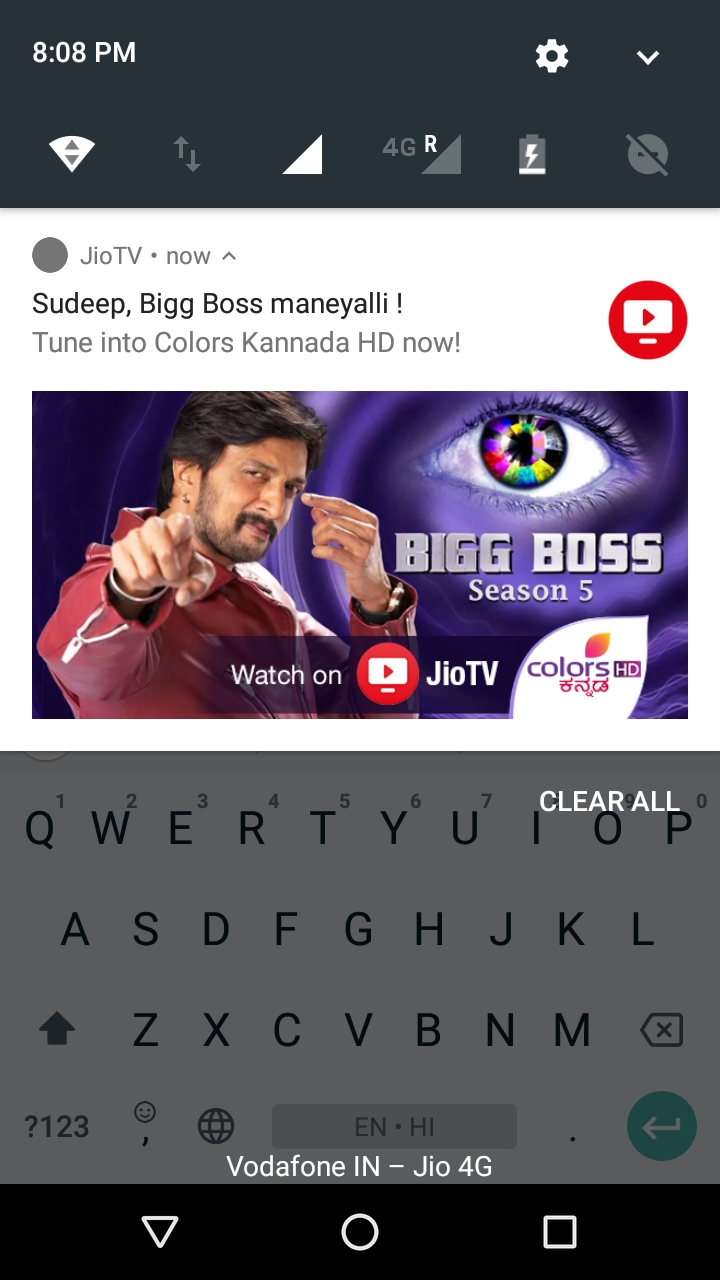 8:08 PM
4G R
JioTV • now
Sudeep, Bigg Boss maneyalli !
Tune into Colors Kannada HD now!
BIGG BOSS
Season 5
Watch on JioTV
colors HD
ಕನ್ನಡ
CLEAR ALL
1 2 3 4 5 6 7 0
Q W E R T Y U I O P
A S D F G H J K L
Z X C V B N M
?123 , EN • HI .
Vodafone IN – Jio 4G